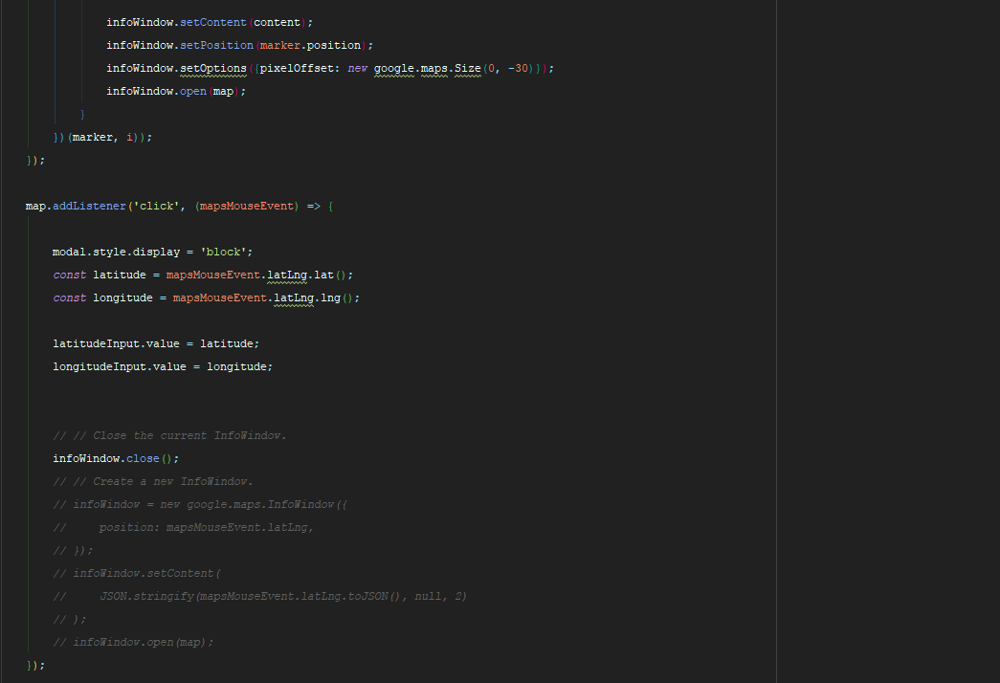 infoWindow.setContent(content);
infoWindow.setPosition(marker.position);
infoWindow.setOptions({pixelOffset: new google.maps.Size(0, -30)});
infoWindow.open(map);
}
})(marker, i));
});
map.addListener('click', (mapsMouseEvent) => {
modal.style.display = 'block';
const latitude = mapsMouseEvent.latLng.lat();
const longitude = mapsMouseEvent.latLng.lng();
latitudeInput.value = latitude;
longitudeInput.value = longitude;
// // Close the current InfoWindow.
infoWindow.close();
// // Create a new InfoWindow.
// infoWindow = new google.maps.InfoWindow({
//     position: mapsMouseEvent.latLng,
// });
// infoWindow.setContent(
//     JSON.stringify(mapsMouseEvent.latLng.toJSON(), null, 2)
// );
// infoWindow.open(map);
});